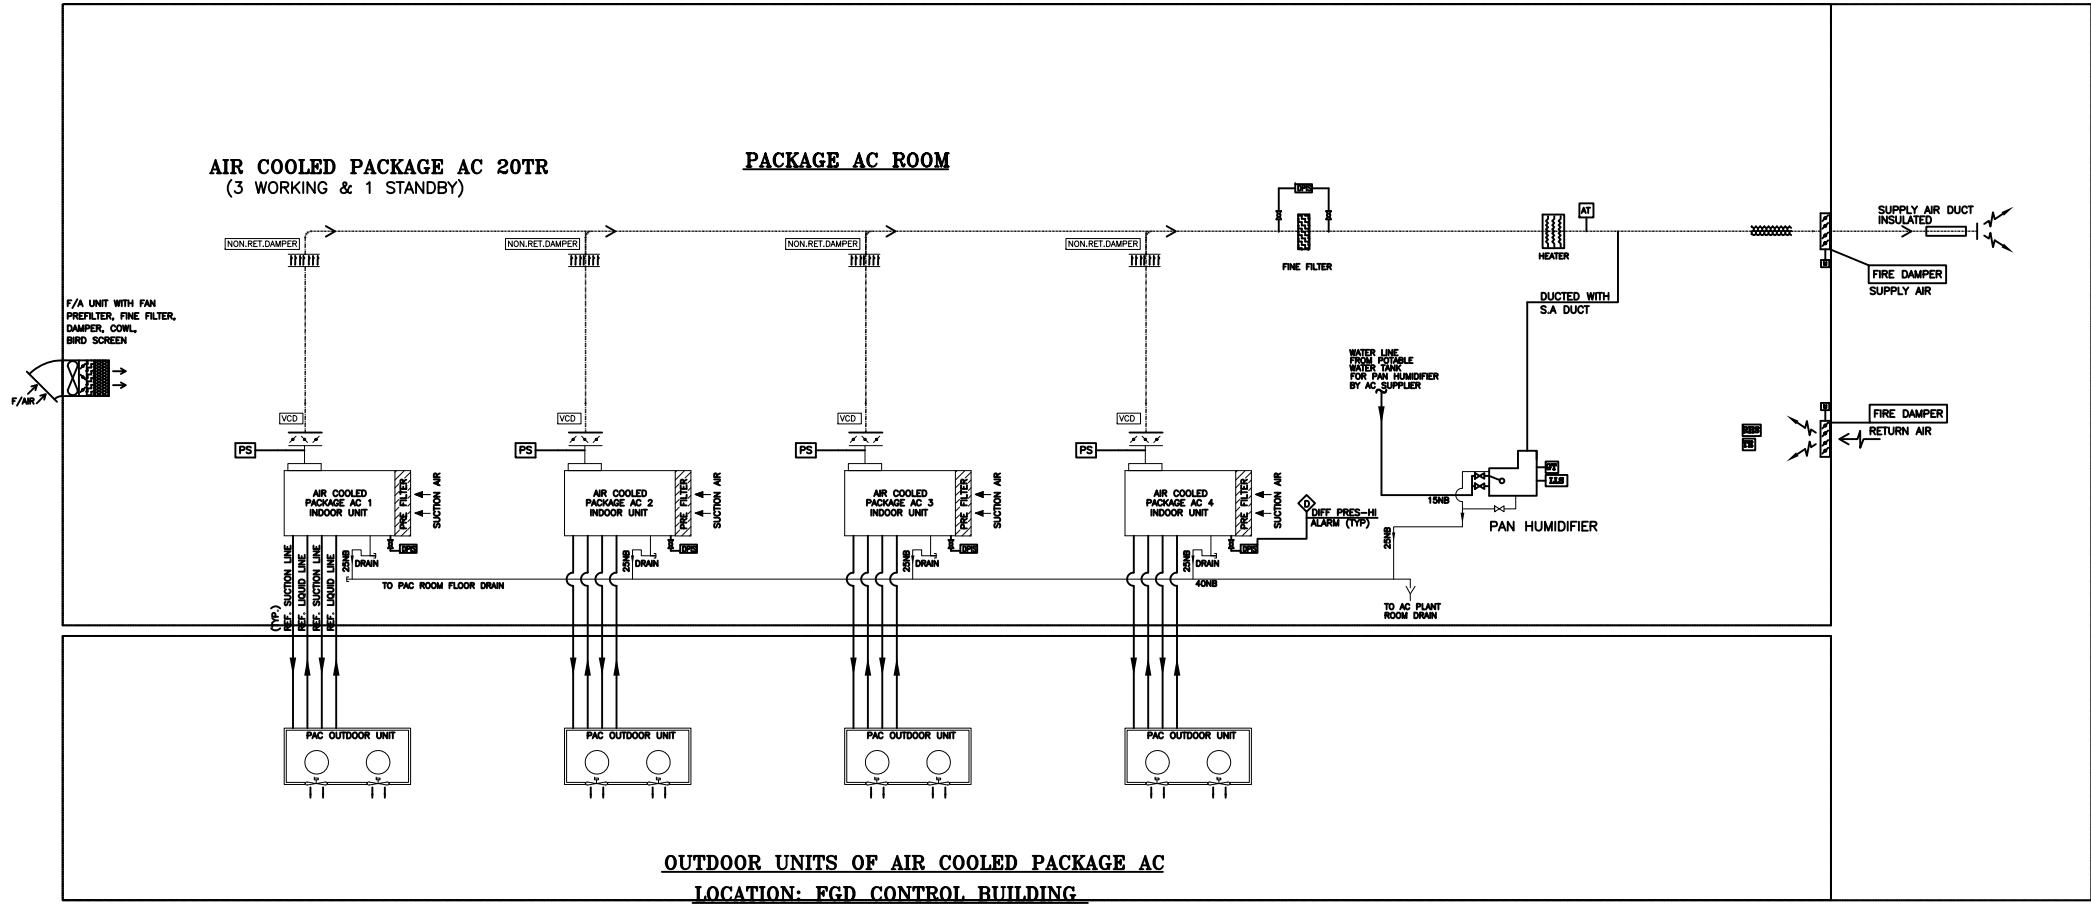 AIR COOLED PACKAGE AC 20TR
(3 WORKING & 1 STANDBY)
PACKAGE AC ROOM
NON.RET.DAMPER
NON.RET.DAMPER
NON.RET.DAMPER
NON.RET.DAMPER
DPIS
FINE FILTER
HEATER
AT
SUPPLY AIR DUCT
INSULATED
FIRE DAMPER
SUPPLY AIR
M
DUCTED WITH
S.A DUCT
F/A UNIT WITH FAN
PREFILTER, FINE FILTER,
DAMPER, COWL,
BIRD SCREEN
F/AIR
WATER LINE
FROM POTABLE
WATER TANK
FOR PAN HUMIDIFIER
BY AC SUPPLIER
M
FIRE DAMPER
RETURN AIR
VCD
VCD
VCD
VCD
PS
PS
PS
PS
AIR COOLED
PACKAGE AC 1
INDOOR UNIT
PRE FILTER
SUCTION AIR
AIR COOLED
PACKAGE AC 2
INDOOR UNIT
PRE FILTER
SUCTION AIR
AIR COOLED
PACKAGE AC 3
INDOOR UNIT
PRE FILTER
SUCTION AIR
AIR COOLED
PACKAGE AC 4
INDOOR UNIT
PRE FILTER
SUCTION AIR
D
DIFF PRES-HI
ALARM (TYP)
15NB
PAN HUMIDIFIER
25NB
(TYP.)
REF. SUCTION LINE
REF. LIQUID LINE
REF. SUCTION LINE
REF. LIQUID LINE
25NB
DRAIN
DPIS
25NB
DRAIN
DPIS
25NB
DRAIN
DPIS
25NB
DRAIN
DPIS
TO PAC ROOM FLOOR DRAIN
40NB
TO AC PLANT
ROOM DRAIN
PAC OUTDOOR UNIT
PAC OUTDOOR UNIT
PAC OUTDOOR UNIT
PAC OUTDOOR UNIT
OUTDOOR UNITS OF AIR COOLED PACKAGE AC
LOCATION: FGD CONTROL BUILDING